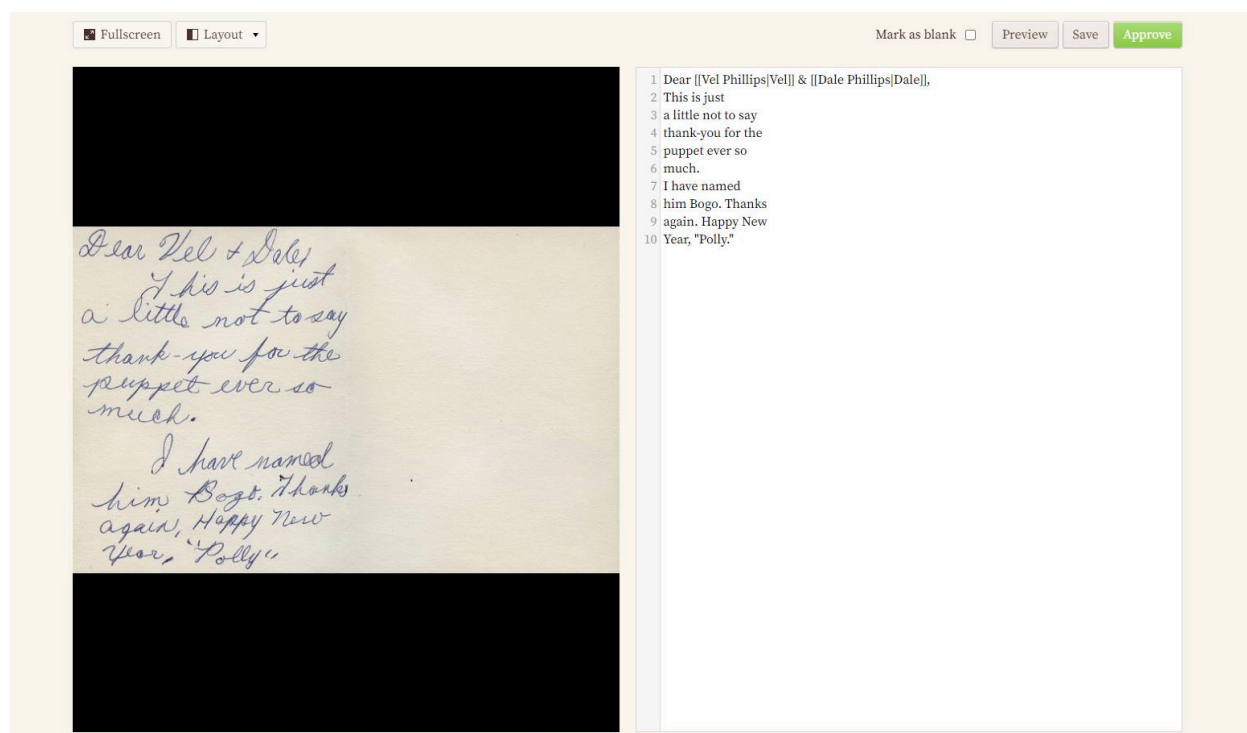 Fullscreen
Layout
Mark as blank
Preview
Save
Approve
Dear Vel & Dale,
This is just
a little not to say
thank-you for the
puppet ever so
much.
I have named
him Bogo. Thanks
again, Happy New
Year, "Polly"
1 Dear [[Vel Phillips|Vel]] & [[Dale Phillips|Dale]],
2 This is just
3 a little not to say
4 thank-you for the
5 puppet ever so
6 much.
7 I have named
8 him Bogo. Thanks
9 again. Happy New
10 Year, "Polly."